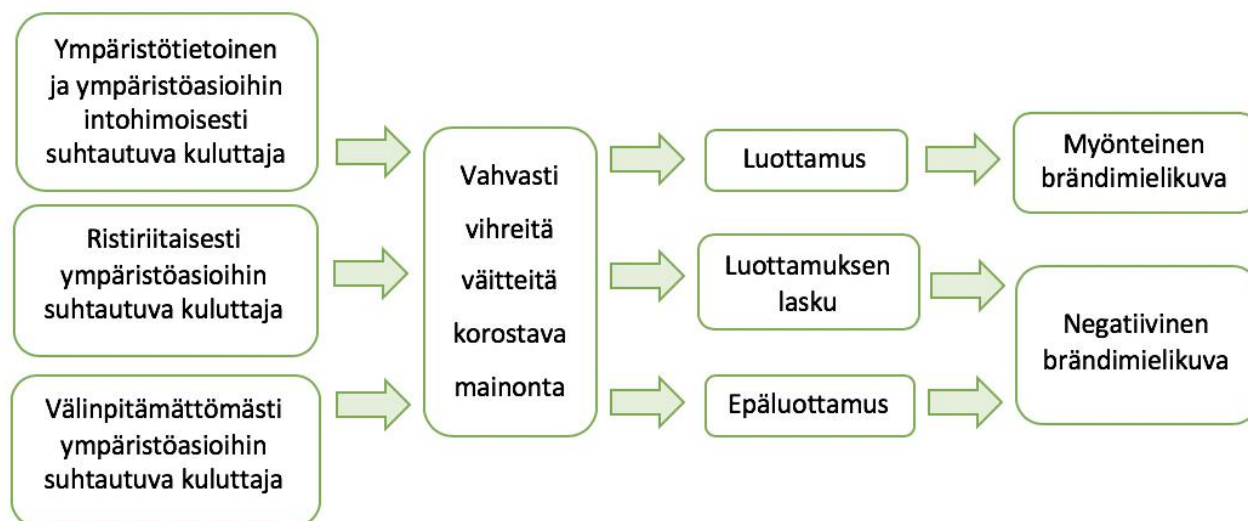 Ympäristötietoinen
ja ympäristöasioihin
intohimoisesti
suhtautuva kuluttaja
Ristiriitaisesti
ympäristöasioihin
suhtautuva kuluttaja
Välinpitämättömästi
ympäristöasioihin
suhtautuva kuluttaja
Vahvasti
vihreitä
väitteitä
korostava
mainonta
Luottamus
Luottamuksen
lasku
Epäluottamus
Myönteinen
brändimielikuva
Negatiivinen
brändimielikuva